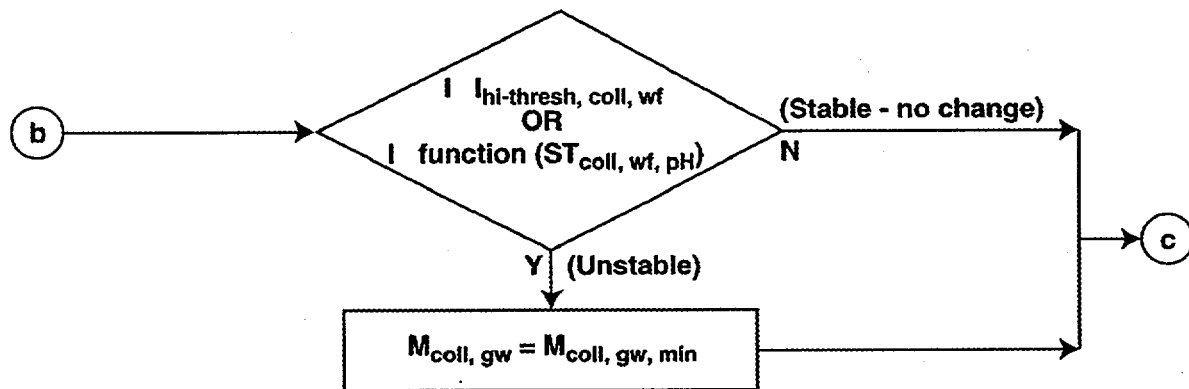 b
I I_hi-thresh, coll, wf
OR
I function (ST_coll, wf, pH)
(Stable - no change)
N
Y (Unstable)
M_coll, gw = M_coll, gw, min
c